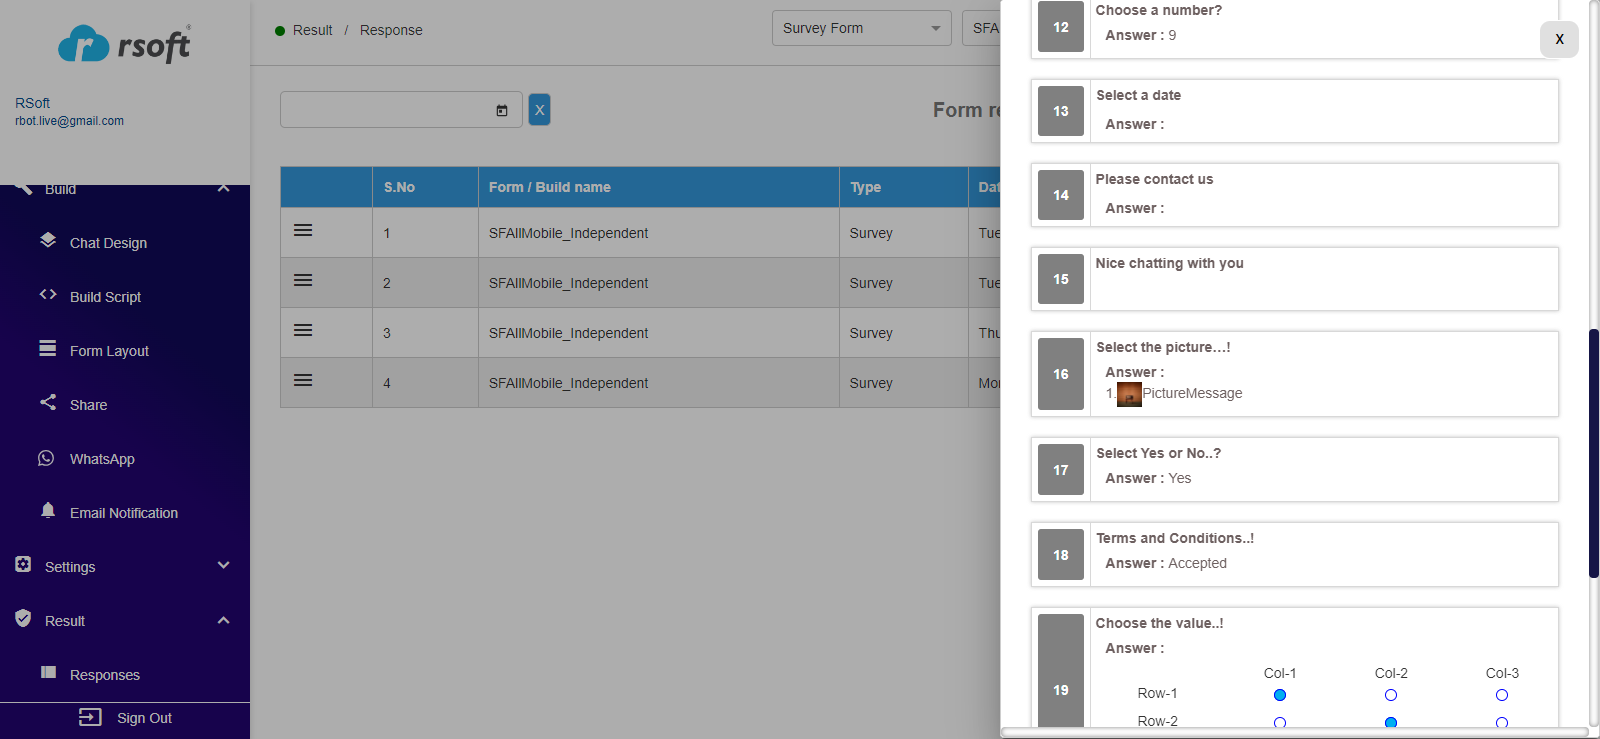 rsoft
RSoft
rbot.live@gmail.com
Build
Chat Design
Build Script
Form Layout
Share
WhatsApp
Email Notification
Settings
Result
Responses
Sign Out
Result / Response
Survey Form
SFA
X
Form re
S.No Form / Build name Type Dat
1 SFAllMobile_Independent Survey Tue
2 SFAllMobile_Independent Survey Tue
3 SFAllMobile_Independent Survey Thu
4 SFAllMobile_Independent Survey Mon
X
12 Choose a number?
Answer : 9
13 Select a date
Answer :
14 Please contact us
Answer :
15 Nice chatting with you
16 Select the picture...!
Answer :
1. PictureMessage
17 Select Yes or No..?
Answer : Yes
18 Terms and Conditions..!
Answer : Accepted
19 Choose the value..!
Answer :
Col-1 Col-2 Col-3
Row-1
Row-2